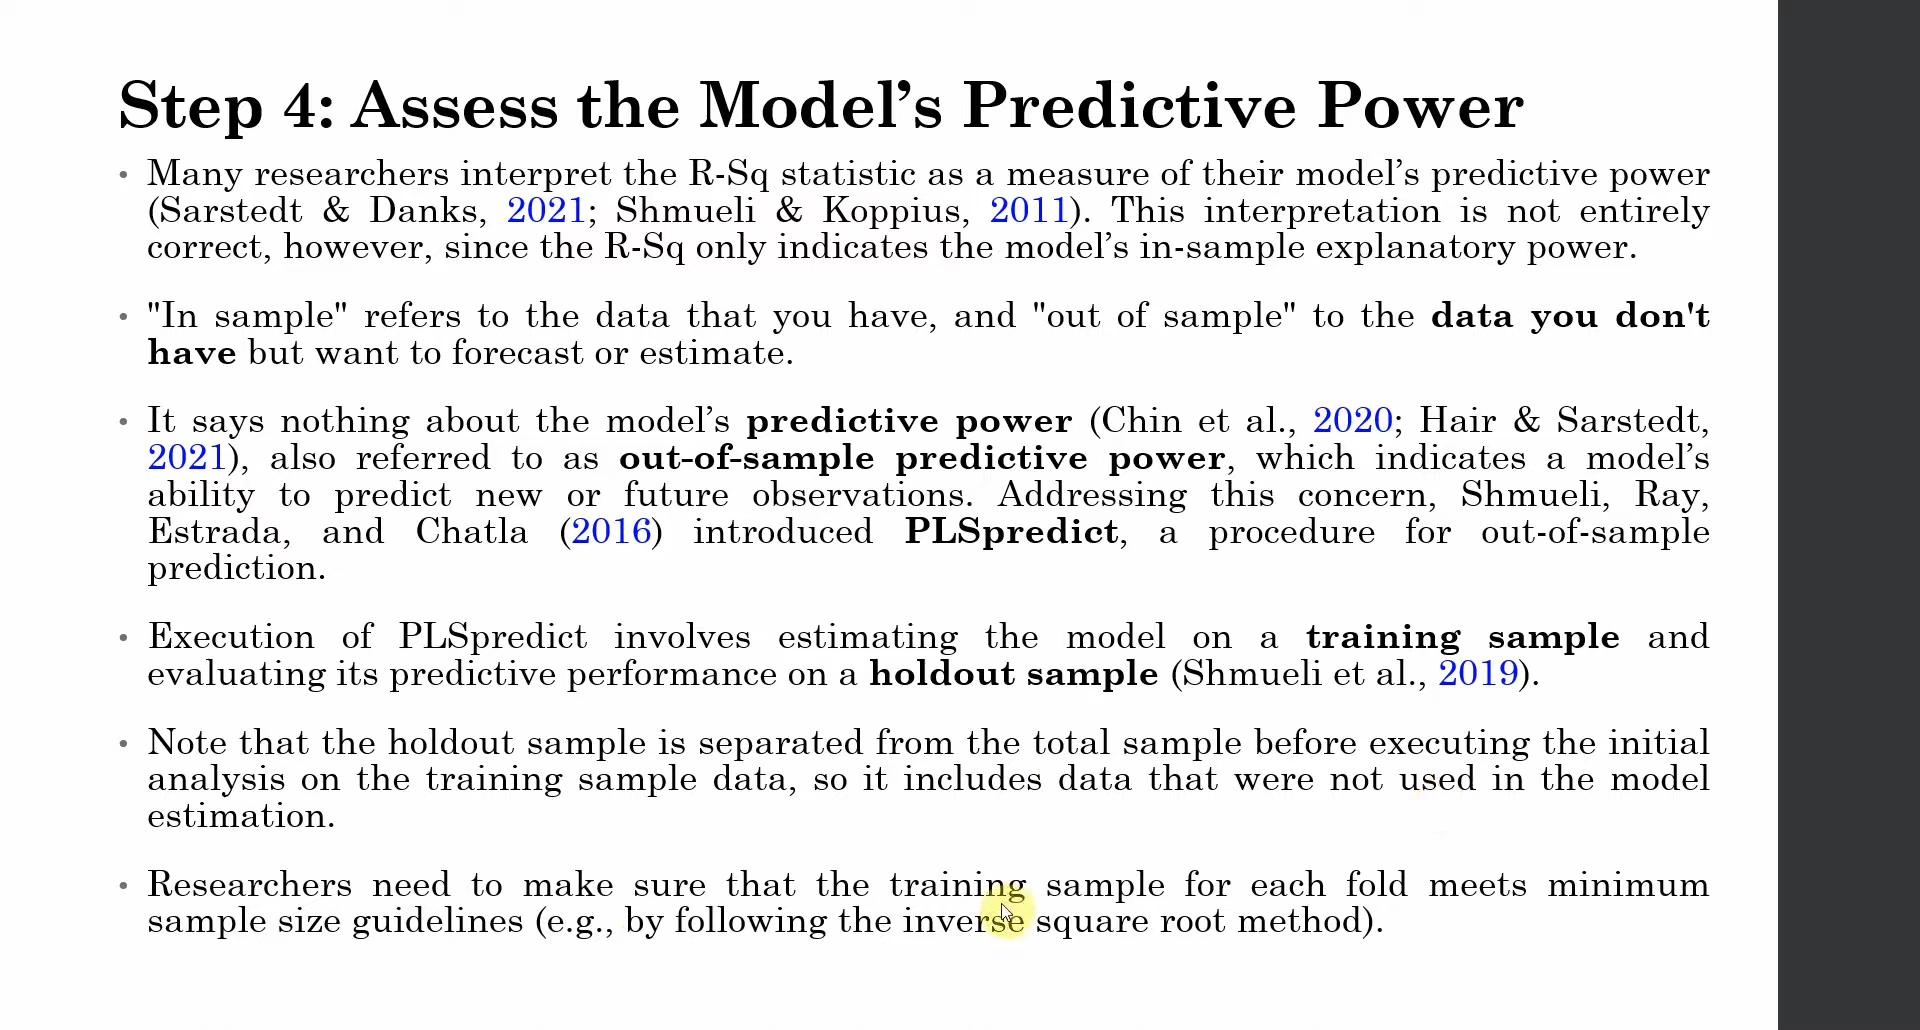 Step 4: Assess the Model’s Predictive Power
• Many researchers interpret the R-Sq statistic as a measure of their model’s predictive power
(Sarstedt & Danks, 2021; Shmueli & Koppius, 2011). This interpretation is not entirely
correct, however, since the R-Sq only indicates the model’s in-sample explanatory power.
• "In sample" refers to the data that you have, and "out of sample" to the data you don't
have but want to forecast or estimate.
• It says nothing about the model’s predictive power (Chin et al., 2020; Hair & Sarstedt,
2021), also referred to as out-of-sample predictive power, which indicates a model’s
ability to predict new or future observations. Addressing this concern, Shmueli, Ray,
Estrada, and Chatla (2016) introduced PLSpredict, a procedure for out-of-sample
prediction.
• Execution of PLSpredict involves estimating the model on a training sample and
evaluating its predictive performance on a holdout sample (Shmueli et al., 2019).
• Note that the holdout sample is separated from the total sample before executing the initial
analysis on the training sample data, so it includes data that were not used in the model
estimation.
• Researchers need to make sure that the training sample for each fold meets minimum
sample size guidelines (e.g., by following the inverse square root method).